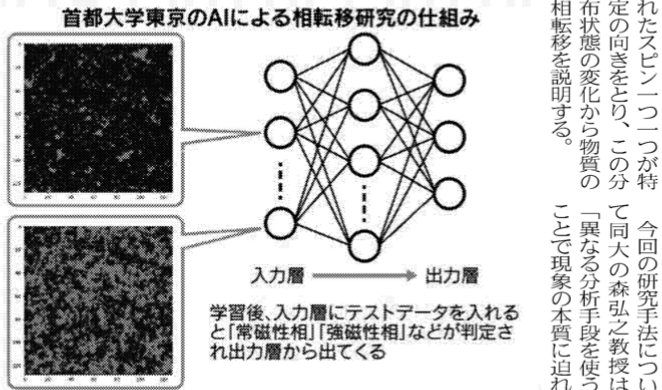 首都大学東京のAIによる相転移研究の仕組み
入力層
出力層
学習後、入力層にテストデータを入れる
と「常磁性相」「強磁性相」などが判定さ
れ出力層から出てくる
れたスピン一つ一つが特
定の向きをとり、この分
布状態の変化から物質の
相転移を説明する。
今回の研究手法につい
て同大の森弘之教授は
「異なる分析手段を使う
ことで現象の本質に迫れ